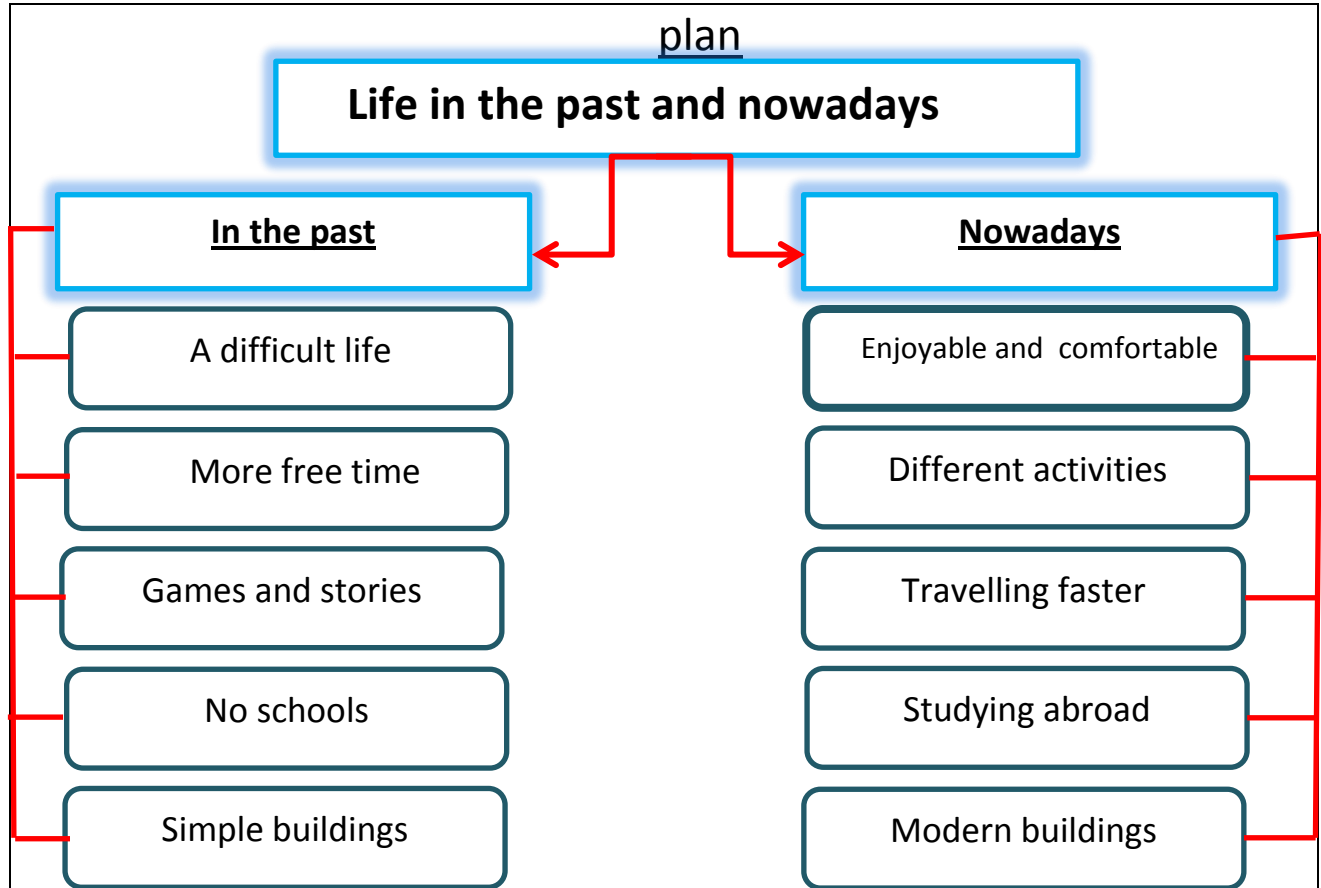 plan
Life in the past and nowadays
In the past
A difficult life
More free time
Games and stories
No schools
Simple buildings
Nowadays
Enjoyable and comfortable
Different activities
Travelling faster
Studying abroad
Modern buildings